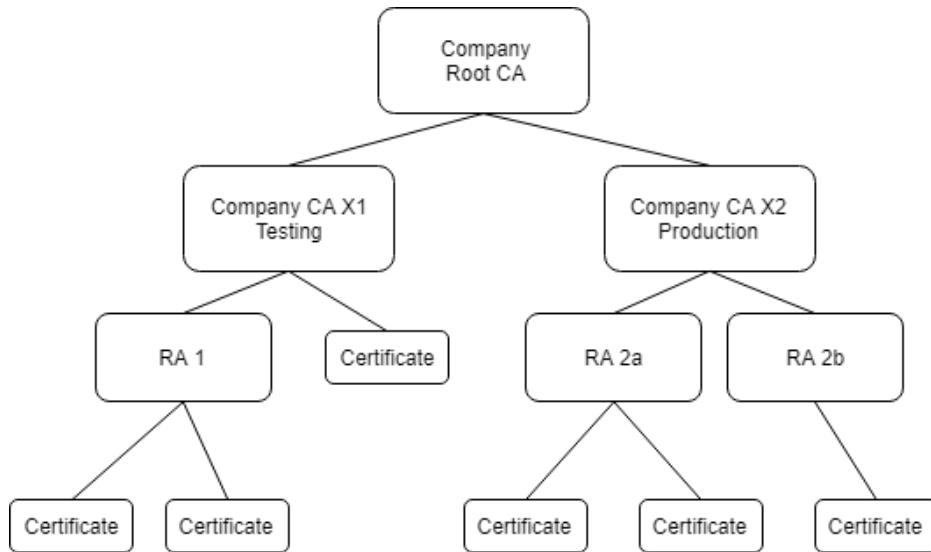 Company
Root CA
Company CA X1
Testing
Company CA X2
Production
RA 1
Certificate
RA 2a
RA 2b
Certificate
Certificate
Certificate
Certificate
Certificate